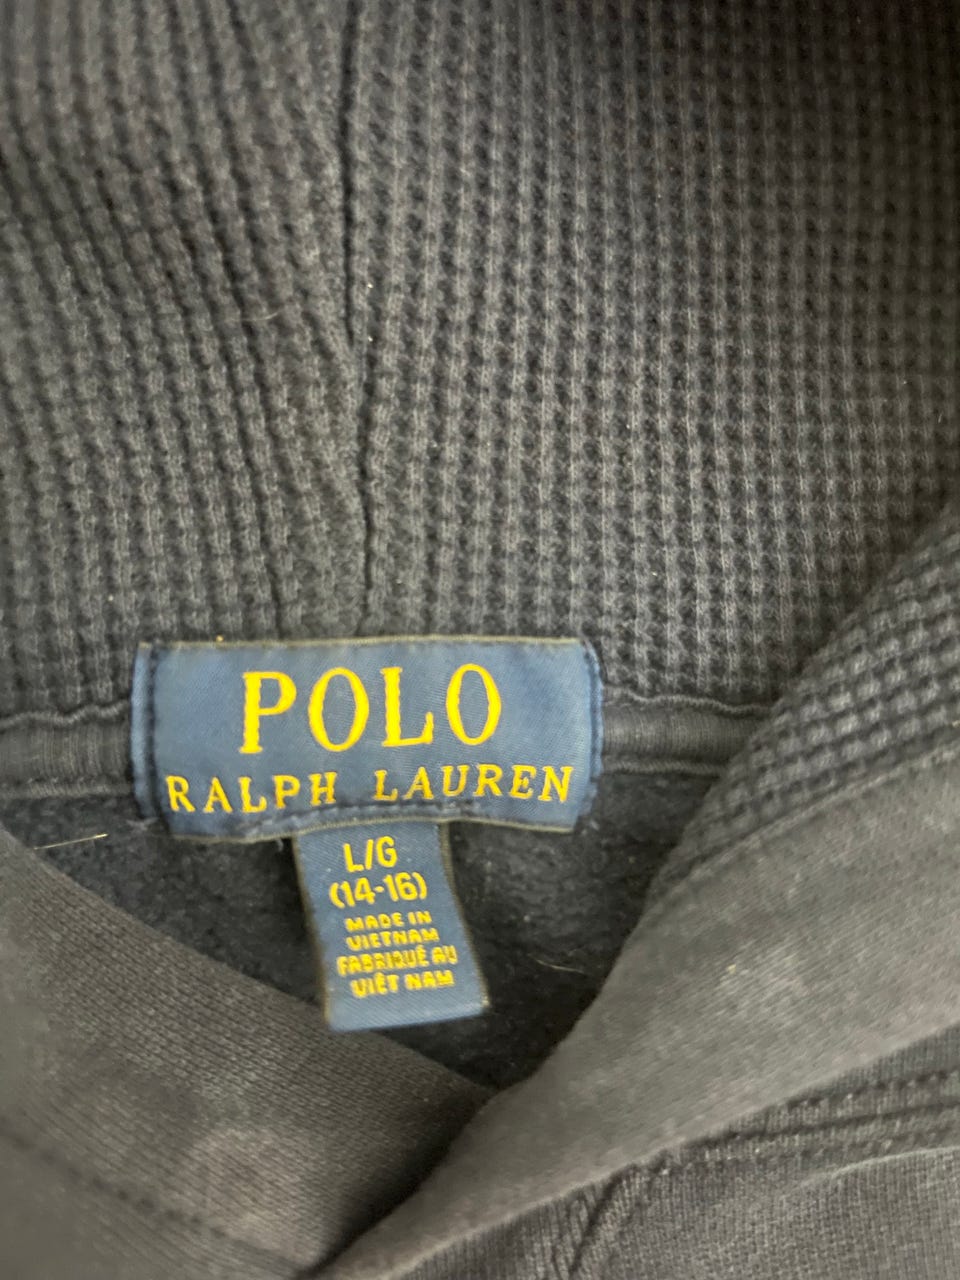 POLO
RALPH LAUREN
L/G
(14-16)
MADE IN
VIETNAM
FABRIQUÉ AU
VIÊT NAM